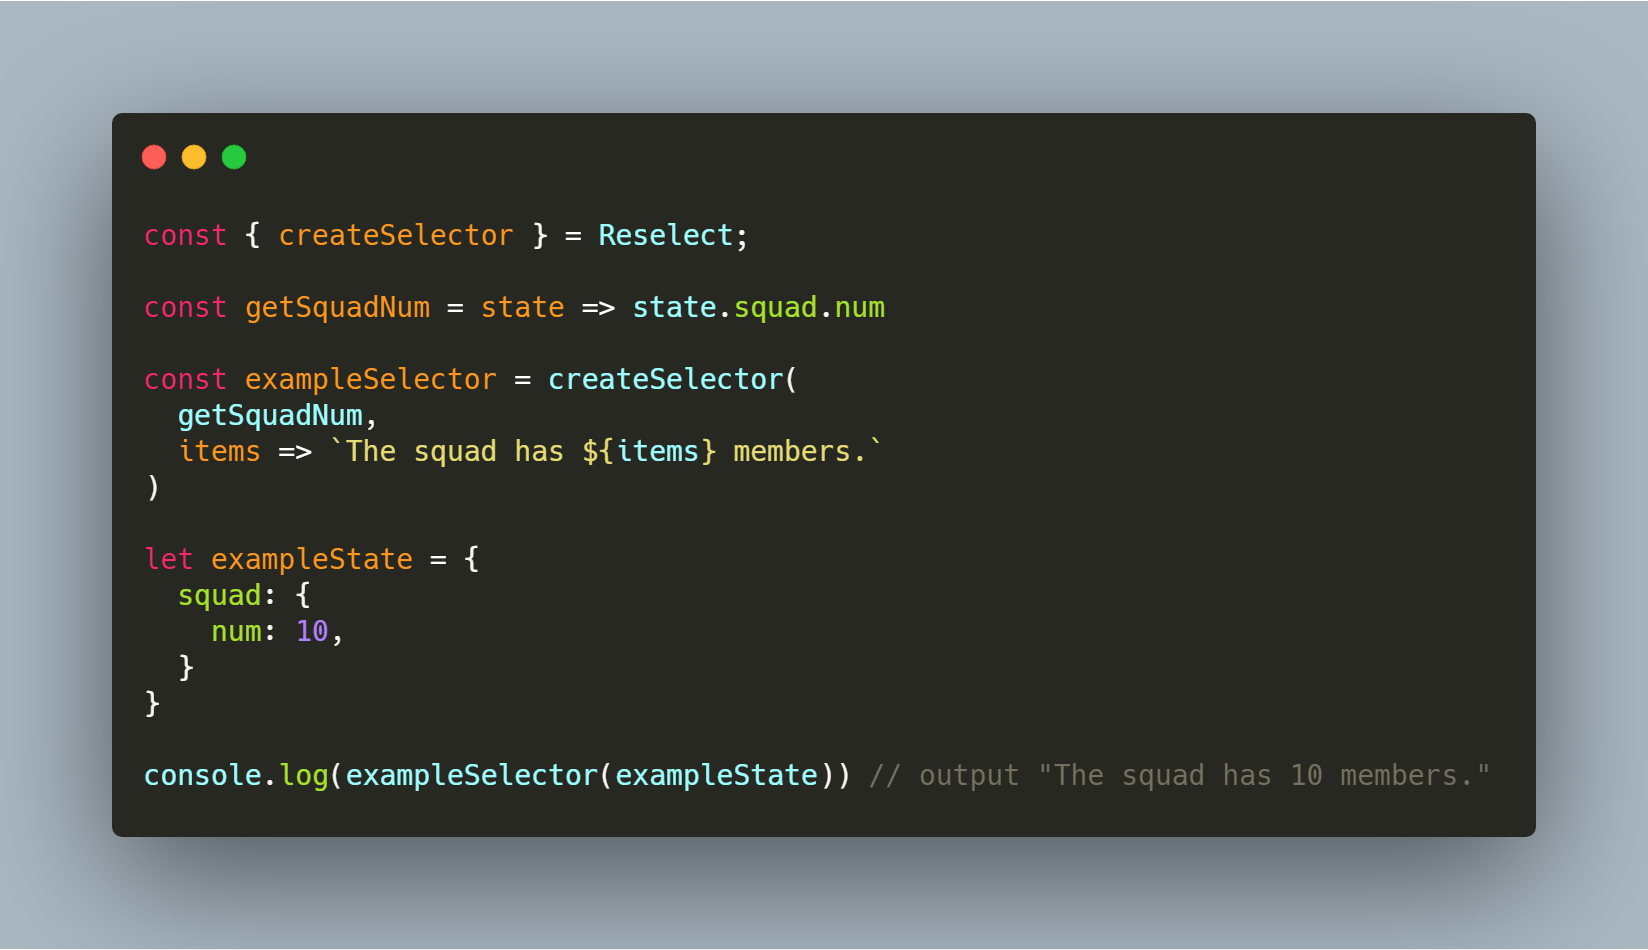 const { createSelector } = Reselect;
const getSquadNum = state => state.squad.num
const exampleSelector = createSelector(
  getSquadNum,
  items => `The squad has ${items} members.`
)
let exampleState = {
  squad: {
    num: 10,
  }
}
console.log(exampleSelector(exampleState)) // output "The squad has 10 members."